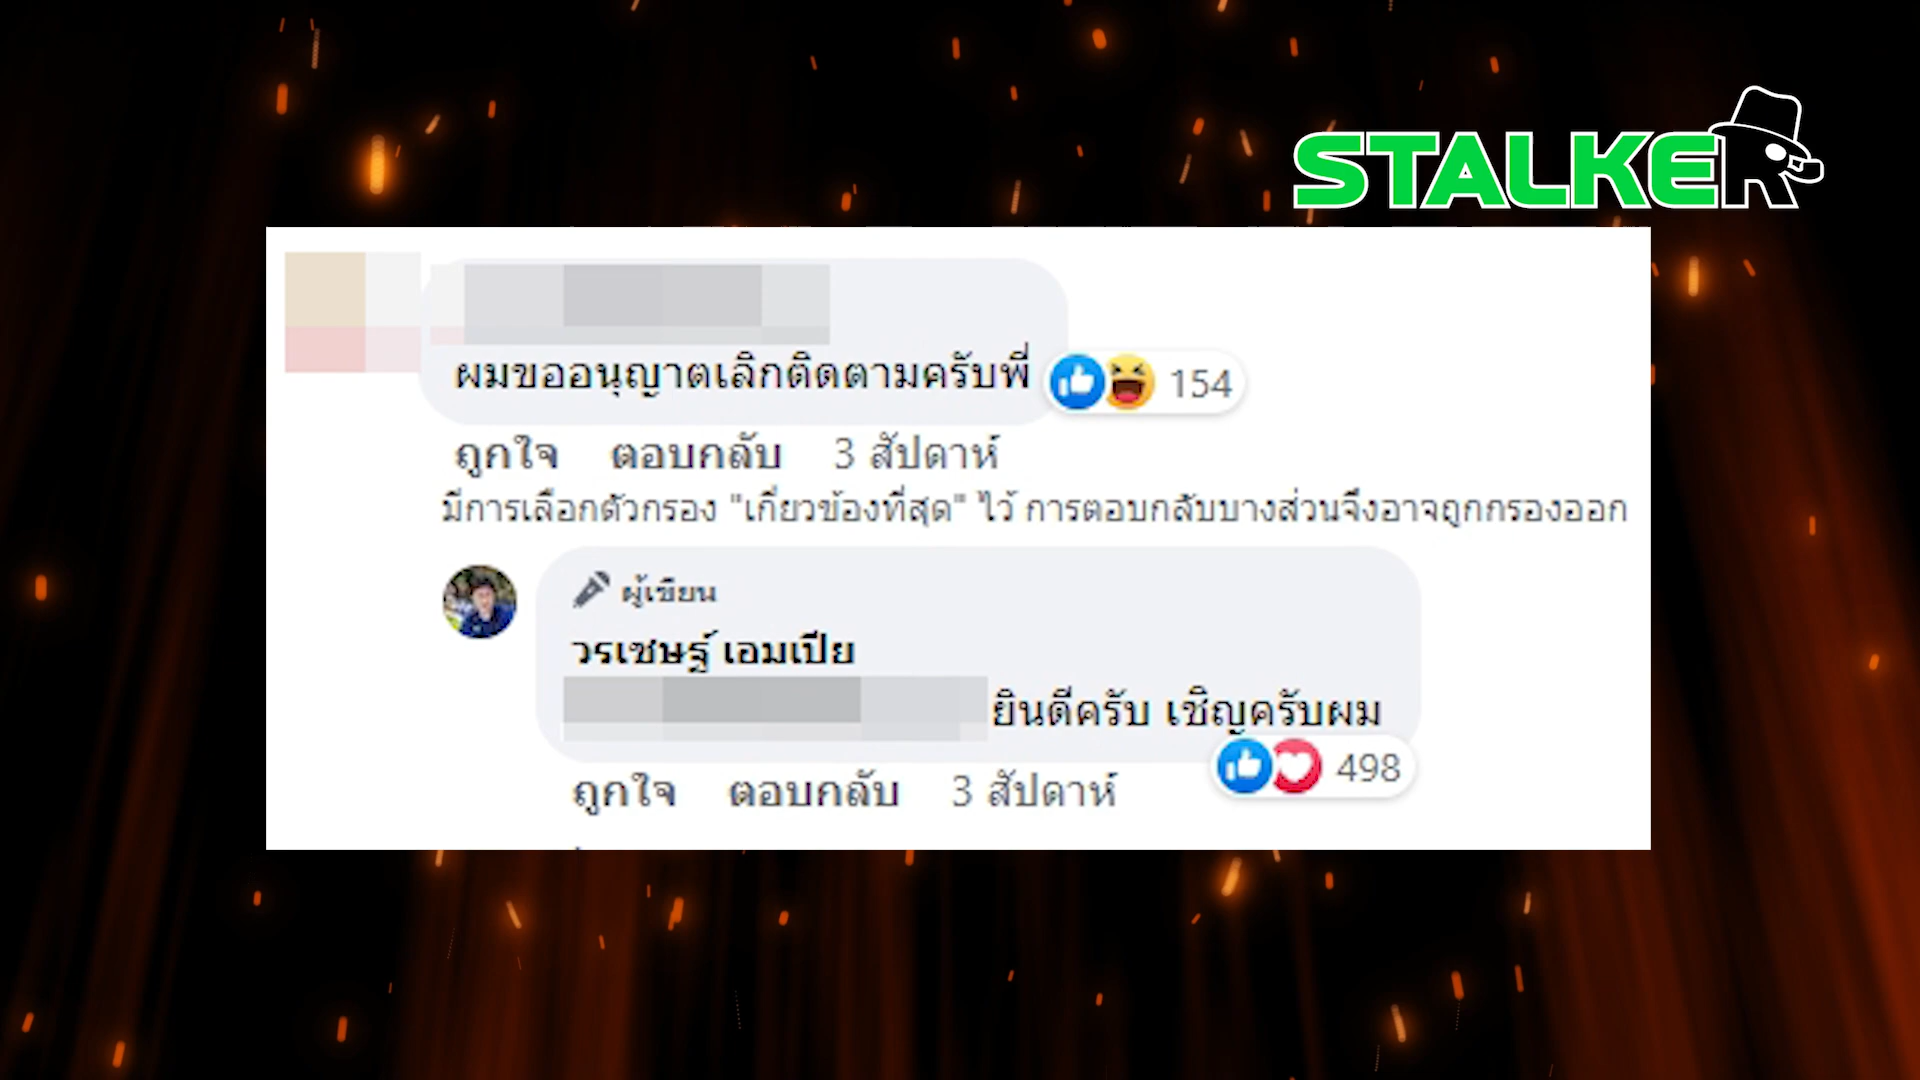 STALKER
ผมขออนุญาตเลิกติดตามครับพี่
154
ถูกใจ ตอบกลับ 3 สัปดาห์
มีการเลือกตัวกรอง "เกี่ยวข้องที่สุด" ไว้ การตอบกลับบางส่วนจึงอาจถูกกรองออก
ผู้เขียน
วรเชษฐ์ เอมเปีย
ยินดีครับ เชิญครับผม
498
ถูกใจ ตอบกลับ 3 สัปดาห์